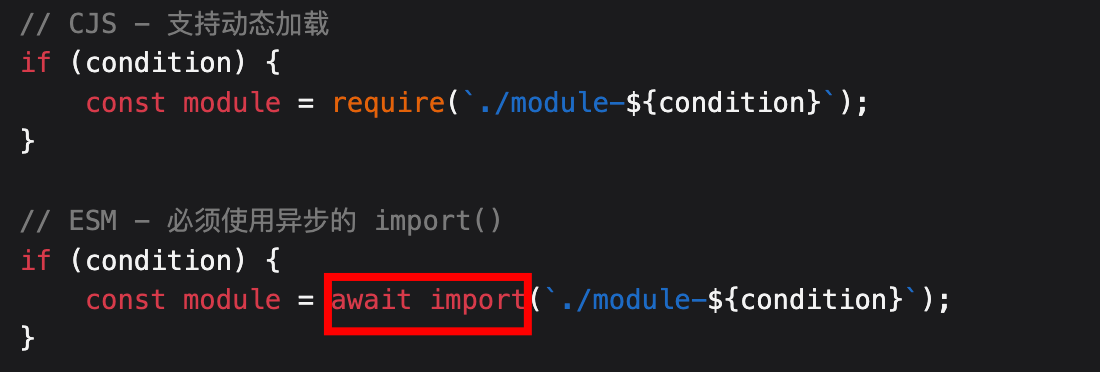 // CJS - 支持动态加载
if (condition) {
    const module = require(`./module-${condition}`);
}

// ESM - 必须使用异步的 import()
if (condition) {
    const module = await import(`./module-${condition}`);
}